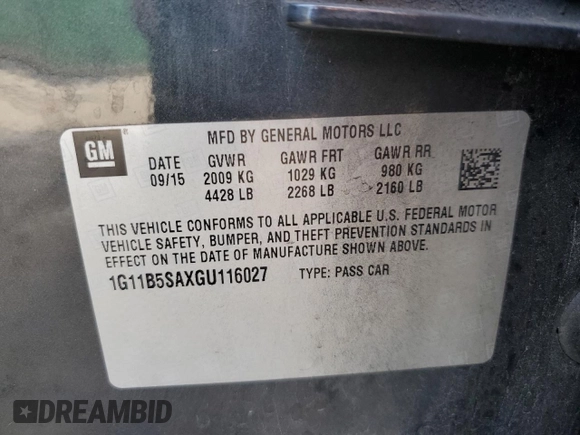 GM
MFD BY GENERAL MOTORS LLC
DATE GVWR GAWR FRT GAWR RR
09/15 2009 KG 1029 KG 980 KG
4428 LB 2268 LB 2160 LB
THIS VEHICLE CONFORMS TO ALL APPLICABLE U.S. FEDERAL MOTOR
VEHICLE SAFETY, BUMPER, AND THEFT PREVENTION STANDARDS IN
EFFECT ON THE DATE OF MANUFACTURE SHOWN ABOVE.
1G11B5SAXGU116027 TYPE: PASS CAR
DREAMBID